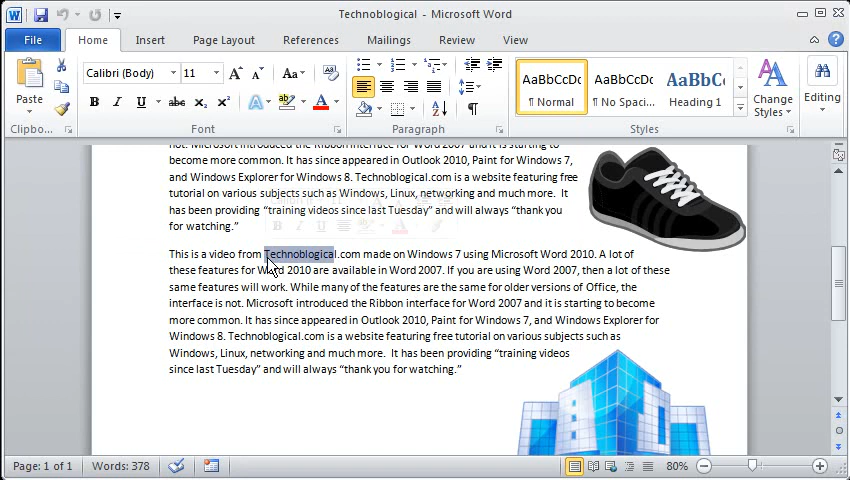 Technoblogical - Microsoft Word
File Home Insert Page Layout References Mailings Review View
Paste
Clipbo...
Calibri (Body) 11
Aa
B I U abc x₂ x² A ab A
Font
Paragraph
AaBbCcDc AaBbCcDc AaBbCc
¶ Normal ¶ No Spaci... Heading 1
Change Styles
Styles
Editing
not. Microsoft introduced the Ribbon interface for Word 2007 and it is starting to
become more common. It has since appeared in Outlook 2010, Paint for Windows 7,
and Windows Explorer for Windows 8. Technoblogical.com is a website featuring free
tutorial on various subjects such as Windows, Linux, networking and much more. It
has been providing “training videos since last Tuesday” and will always “thank you
for watching.”
This is a video from Technoblogical.com made on Windows 7 using Microsoft Word 2010. A lot of
these features for Word 2010 are available in Word 2007. If you are using Word 2007, then a lot of these
same features will work. While many of the features are the same for older versions of Office, the
interface is not. Microsoft introduced the Ribbon interface for Word 2007 and it is starting to become
more common. It has since appeared in Outlook 2010, Paint for Windows 7, and Windows Explorer for
Windows 8. Technoblogical.com is a website featuring free tutorial on various subjects such as
Windows, Linux, networking and much more. It has been providing “training videos
since last Tuesday” and will always “thank you for watching.”
Page: 1 of 1 Words: 378 80%